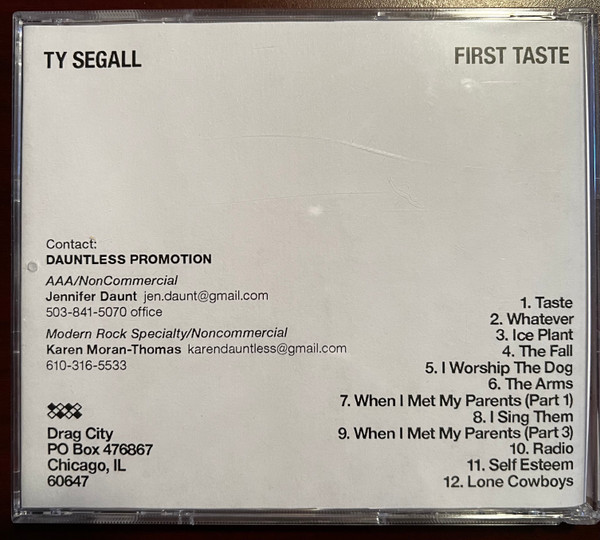 TY SEGALL
FIRST TASTE
Contact:
DAUNTLESS PROMOTION
AAA/NonCommercial
Jennifer Daunt jen.daunt@gmail.com
503-841-5070 office
Modern Rock Specialty/Noncommercial
Karen Moran-Thomas karendauntless@gmail.com
610-316-5533
Drag City
PO Box 476867
Chicago, IL
60647
1. Taste
2. Whatever
3. Ice Plant
4. The Fall
5. I Worship The Dog
6. The Arms
7. When I Met My Parents (Part 1)
8. I Sing Them
9. When I Met My Parents (Part 3)
10. Radio
11. Self Esteem
12. Lone Cowboys